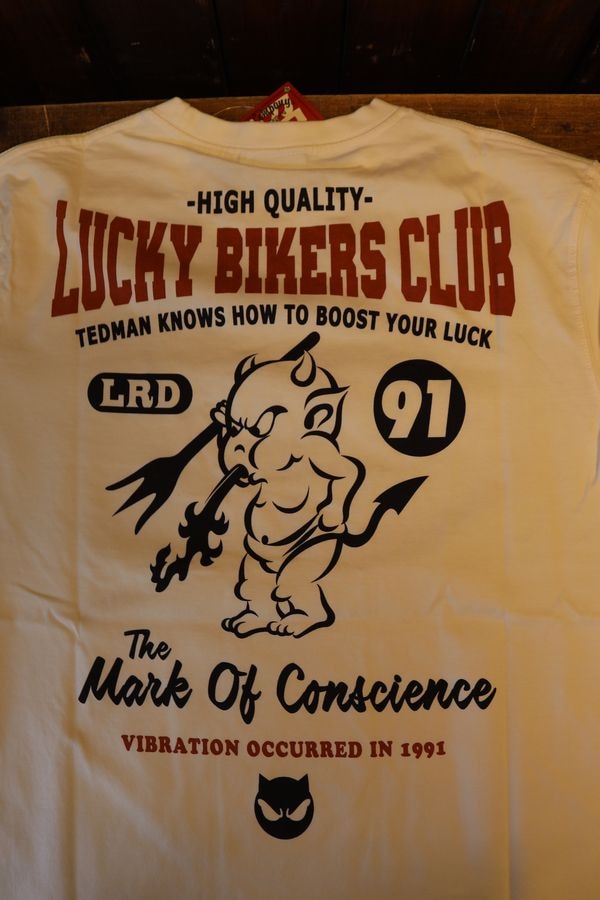 Company
-HIGH QUALITY-
LUCKY BIKERS CLUB
TEDMAN KNOWS HOW TO BOOST YOUR LUCK
LRD
91
The
Mark Of Conscience
VIBRATION OCCURRED IN 1991